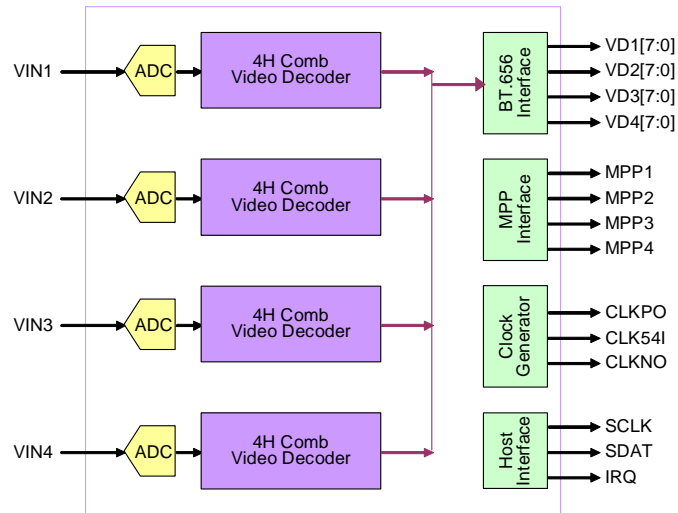 VIN1
ADC
4H Comb
Video Decoder
BT.656
Interface
VD1[7:0]
VD2[7:0]
VD3[7:0]
VD4[7:0]
VIN2
ADC
4H Comb
Video Decoder
MPP
Interface
MPP1
MPP2
MPP3
MPP4
VIN3
ADC
4H Comb
Video Decoder
Clock
Generator
CLKPO
CLK54I
CLKNO
VIN4
ADC
4H Comb
Video Decoder
Host
Interface
SCLK
SDAT
IRQ